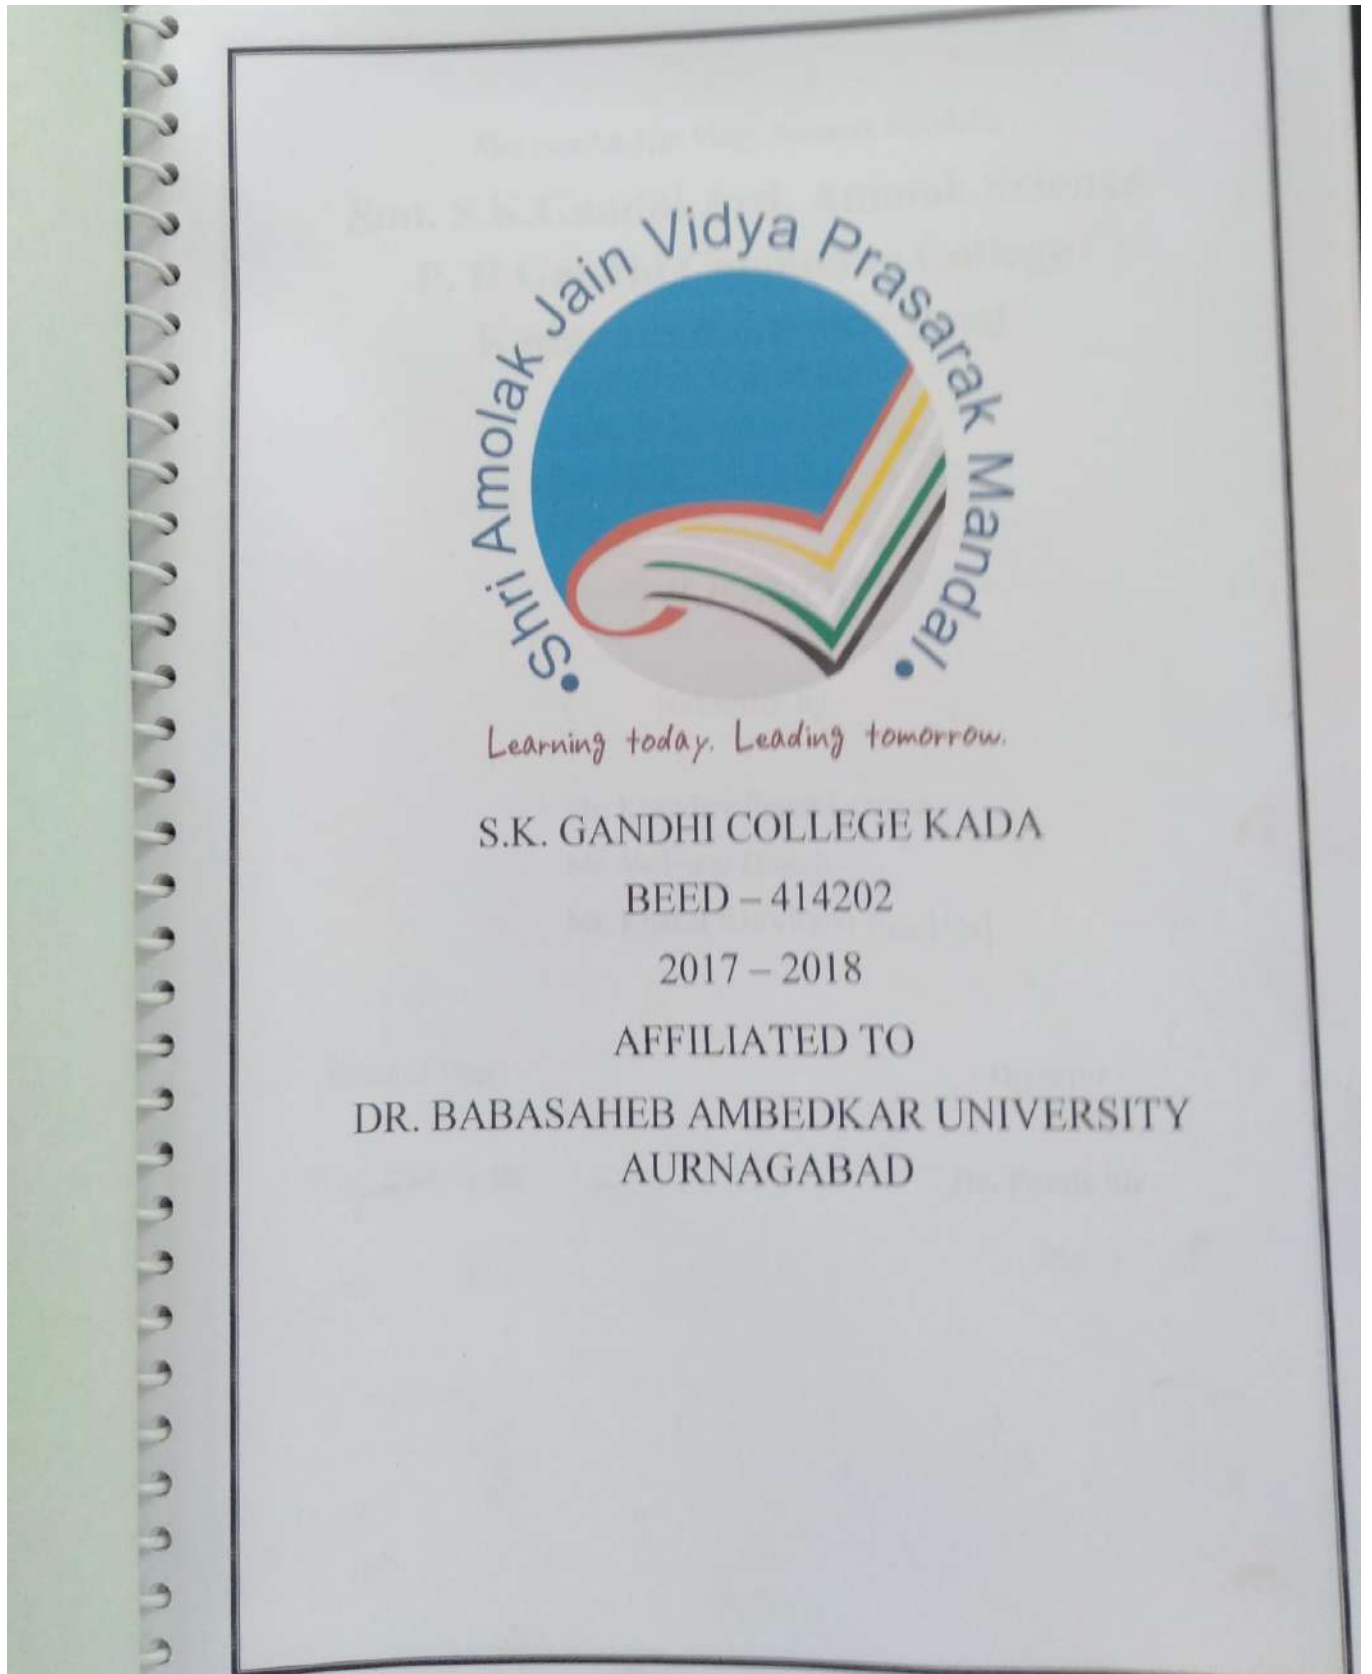 •Shri Amolak Jain Vidya Prasarak Mandal•
Learning today. Leading tomorrow.
S.K. GANDHI COLLEGE KADA
BEED – 414202
2017 – 2018
AFFILIATED TO
DR. BABASAHEB AMBEDKAR UNIVERSITY
AURNAGABAD